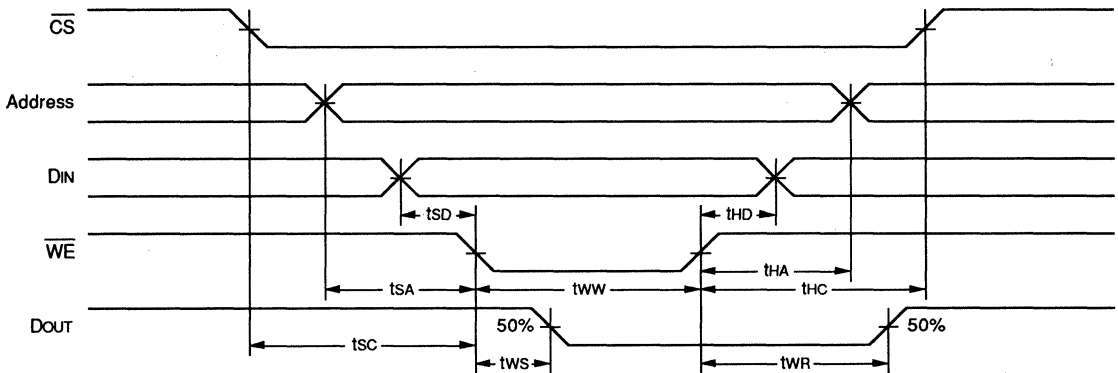 CS
Address
DIN
tSD
tHD
WE
tHA
tSA
tWW
tHC
DOUT
50%
50%
tSC
tWS
tWR